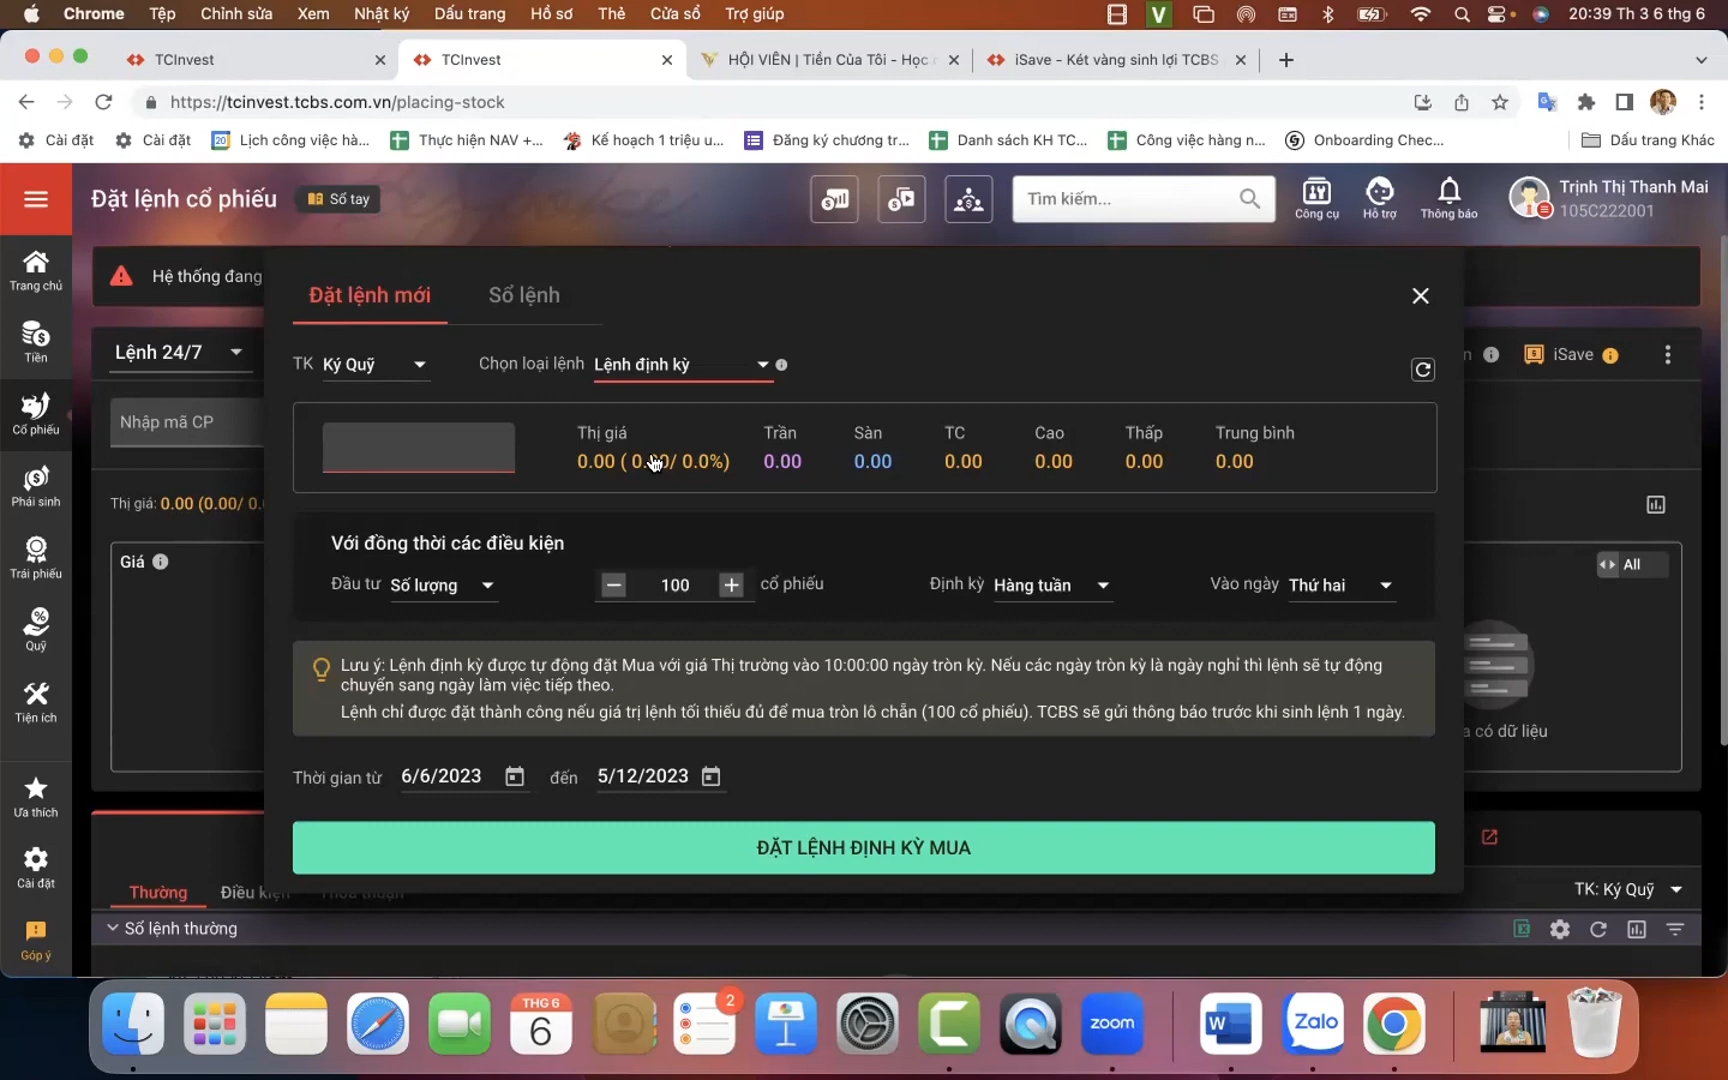 Chrome Tệp Chỉnh sửa Xem Nhật ký Dấu trang Hồ sơ Thẻ Cửa sổ Trợ giúp V 20:39 Th 3 6 thg 6
TCInvest TCInvest HỘI VIÊN | Tiền Của Tôi - Học iSave - Két vàng sinh lợi TCBS
https://tcinvest.tcbs.com.vn/placing-stock
Cài đặt Cài đặt Lịch công việc hà... Thực hiện NAV +... Kế hoạch 1 triệu u... Đăng ký chương tr... Danh sách KH TC... Công việc hàng n... Onboarding Chec... Dấu trang Khác
Đặt lệnh cổ phiếu Sổ tay Tìm kiếm... Công cụ Hỗ trợ Thông báo Trịnh Thị Thanh Mai
105C222001
Trang chủ
Tiền
Cổ phiếu
Phái sinh
Trái phiếu
Quỹ
Tiện ích
Ưa thích
Cài đặt
Góp ý
Hệ thống đang
Lệnh 24/7
Nhập mã CP
Thị giá: 0.00 (0.00/ 0.
Giá
Đặt lệnh mới Sổ lệnh
TK Ký Quỹ Chọn loại lệnh Lệnh định kỳ
n iSave
Thị giá Trần Sàn TC Cao Thấp Trung bình
0.00 ( 0.00/ 0.0%) 0.00 0.00 0.00 0.00 0.00 0.00
Với đồng thời các điều kiện
Đầu tư Số lượng 100 cổ phiếu Định kỳ Hàng tuần Vào ngày Thứ hai
All
Lưu ý: Lệnh định kỳ được tự động đặt Mua với giá Thị trường vào 10:00:00 ngày tròn kỳ. Nếu các ngày tròn kỳ là ngày nghỉ thì lệnh sẽ tự động
chuyển sang ngày làm việc tiếp theo.
Lệnh chỉ được đặt thành công nếu giá trị lệnh tối thiểu đủ để mua tròn lô chẵn (100 cổ phiếu). TCBS sẽ gửi thông báo trước khi sinh lệnh 1 ngày.
a có dữ liệu
Thời gian từ 6/6/2023 đến 5/12/2023
ĐẶT LỆNH ĐỊNH KỲ MUA
Thường Điều kiện Thỏa thuận TK: Ký Quỹ
Sổ lệnh thường
THG 6
6
2
zoom
W
Zalo